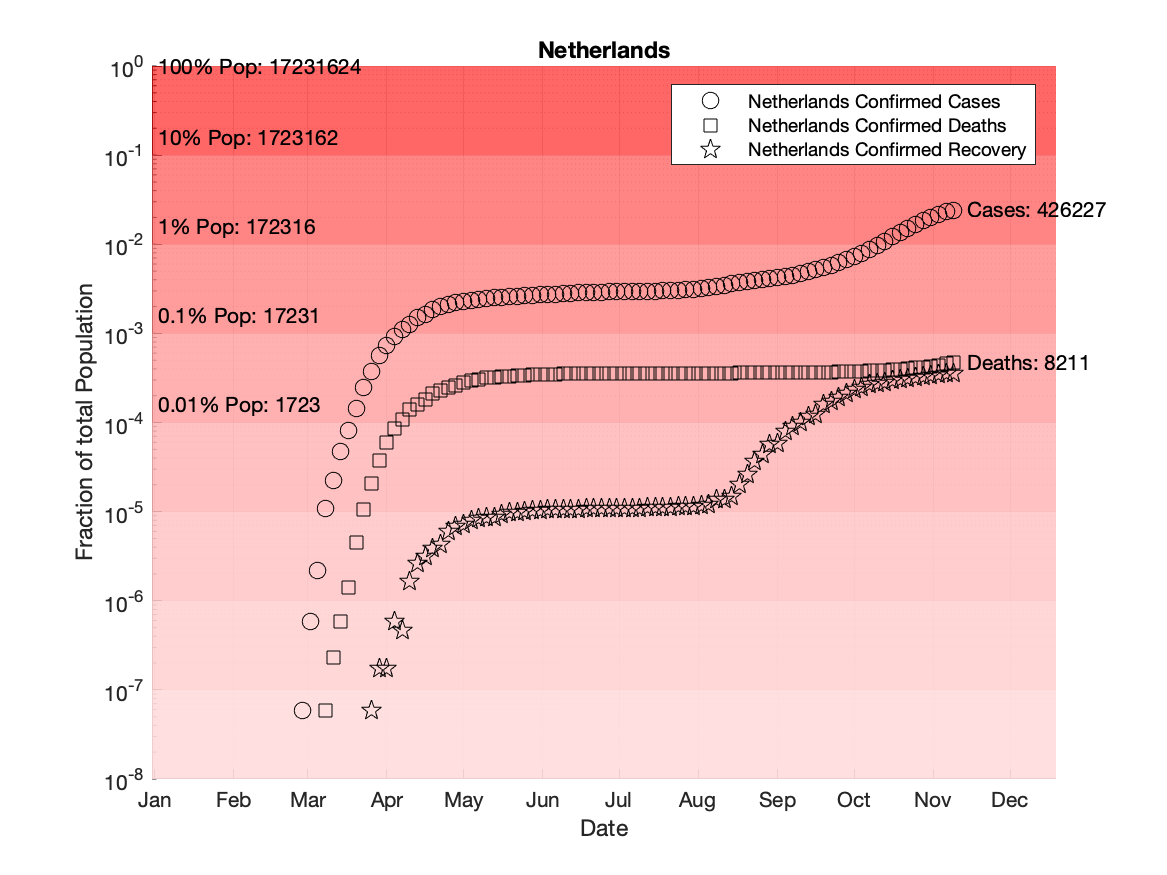 Netherlands
10^0
100% Pop: 17231624
Netherlands Confirmed Cases
Netherlands Confirmed Deaths
Netherlands Confirmed Recovery
10% Pop: 1723162
10^-1
Cases: 426227
1% Pop: 172316
10^-2
0.1% Pop: 17231
10^-3
Deaths: 8211
0.01% Pop: 1723
10^-4
10^-5
10^-6
10^-7
10^-8
Fraction of total Population
Jan Feb Mar Apr May Jun Jul Aug Sep Oct Nov Dec
Date